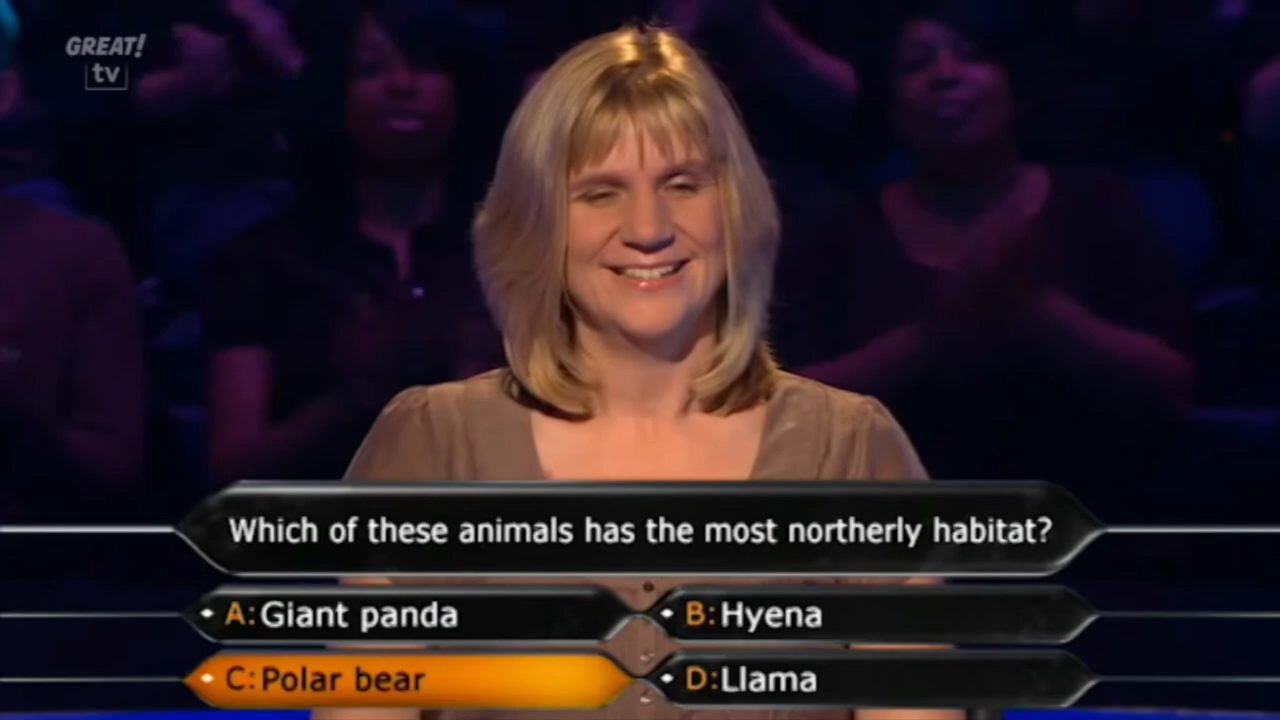 GREAT!
tv
Which of these animals has the most northerly habitat?
A: Giant panda
B: Hyena
C: Polar bear
D: Llama